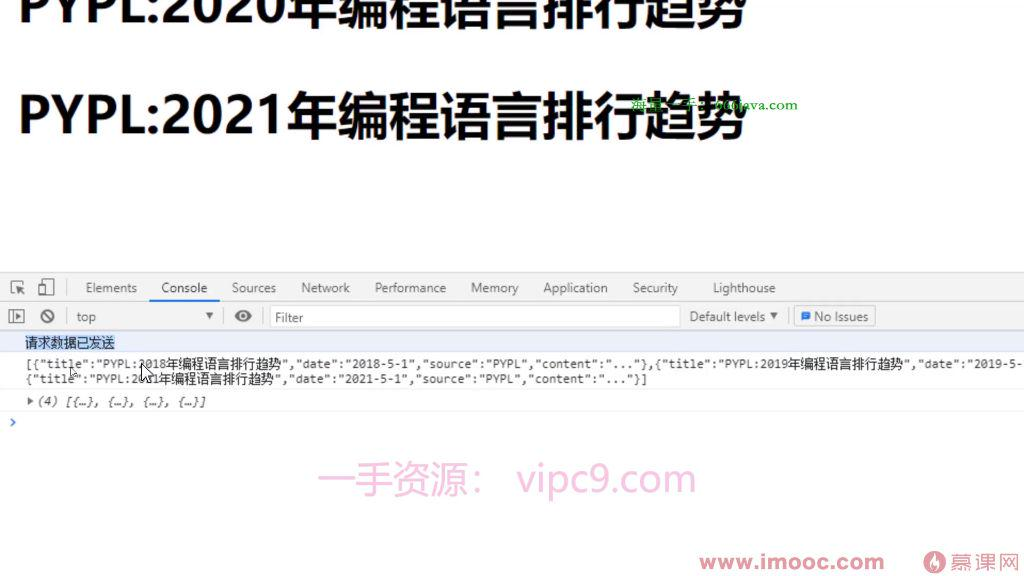 PYPL:2020年编程语言排行趋势
PYPL:2021年编程语言排行趋势
666java.com
Elements Console Sources Network Performance Memory Application Security Lighthouse
top Filter Default levels No Issues
请求数据已发送
[{"title":"PYPL:2018年编程语言排行趋势","date":"2018-5-1","source":"PYPL","content":"..."},{"title":"PYPL:2019年编程语言排行趋势","date":"2019-5-
{"title":"PYPL:2021年编程语言排行趋势","date":"2021-5-1","source":"PYPL","content":"..."}]
(4) [{…}, {…}, {…}, {…}]
一手资源： vipc9.com
www.imooc.com 慕课网